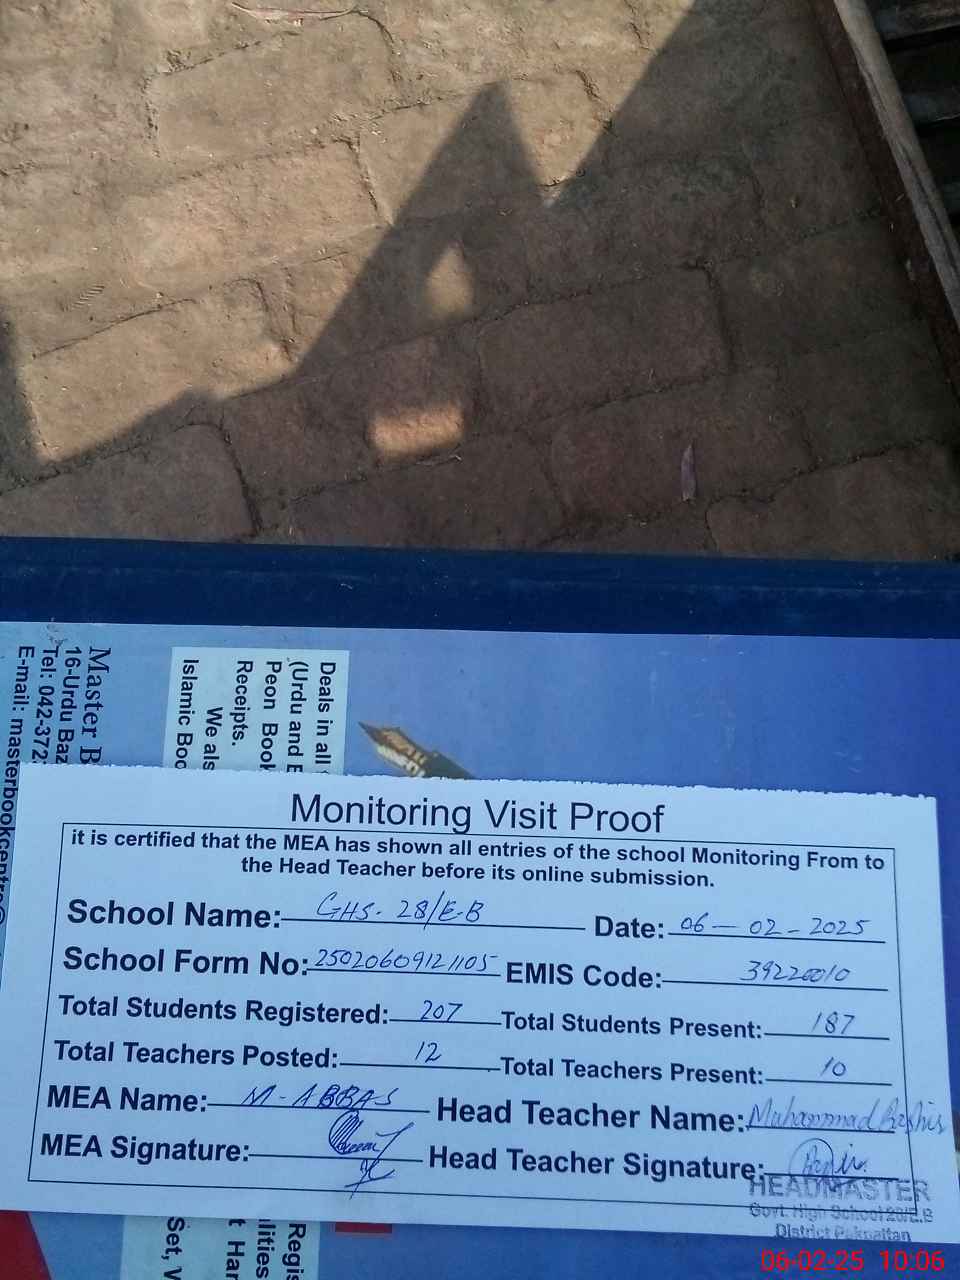 Master B
16-Urdu Baz
Tel: 042-372
E-mail: masterbookcentre@
Deals in all
(Urdu and E
Peon Book
Receipts.
We als
Islamic Boo
Monitoring Visit Proof
it is certified that the MEA has shown all entries of the school Monitoring From to
the Head Teacher before its online submission.
School Name: GHS. 28/E-B Date: 06-02-2025
School Form No: 25020609121105 EMIS Code: 39220010
Total Students Registered: 207 Total Students Present: 187
Total Teachers Posted: 12 Total Teachers Present: 10
MEA Name: M-ABBAS Head Teacher Name: Muhammad Bashir
MEA Signature: Head Teacher Signature:
HEADMASTER
Govt. High School 28/E.B
District Pakpattan
Regis
alities
t Har
Set, V
06-02-25 10:06